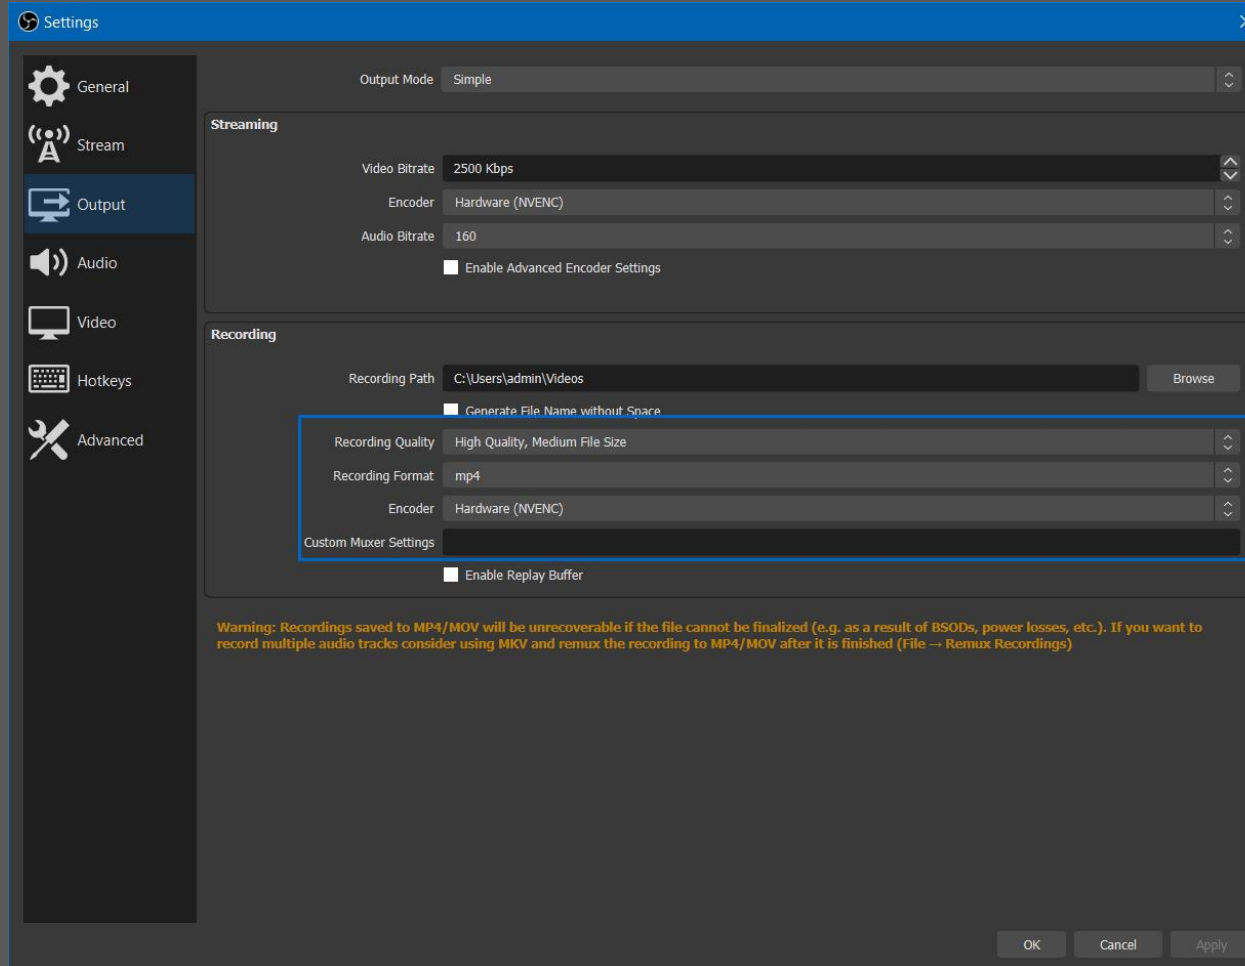 Settings
General
Stream
Output
Audio
Video
Hotkeys
Advanced
Output Mode Simple
Streaming
Video Bitrate 2500 Kbps
Encoder Hardware (NVENC)
Audio Bitrate 160
Enable Advanced Encoder Settings
Recording
Recording Path C:\Users\admin\Videos Browse
Generate File Name without Space
Recording Quality High Quality, Medium File Size
Recording Format mp4
Encoder Hardware (NVENC)
Custom Muxer Settings
Enable Replay Buffer
Warning: Recordings saved to MP4/MOV will be unrecoverable if the file cannot be finalized (e.g. as a result of BSODs, power losses, etc.). If you want to
record multiple audio tracks consider using MKV and remux the recording to MP4/MOV after it is finished (File → Remux Recordings)
OK Cancel Apply